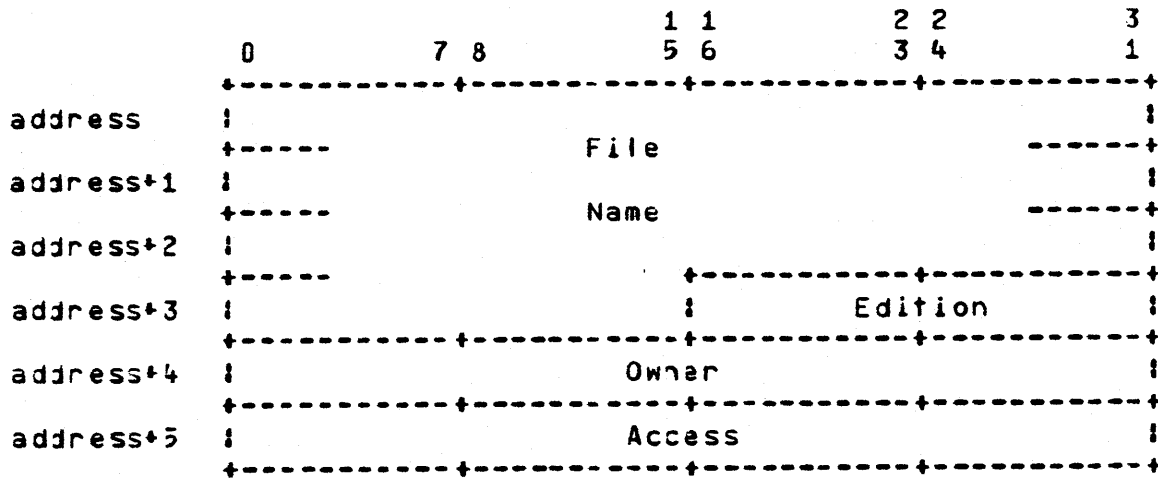 1 1 2 2 3
0 7 8 5 6 3 4 1
address
File
address+1
Name
address+2
address+3 Edition
address+4 Owner
address+5 Access